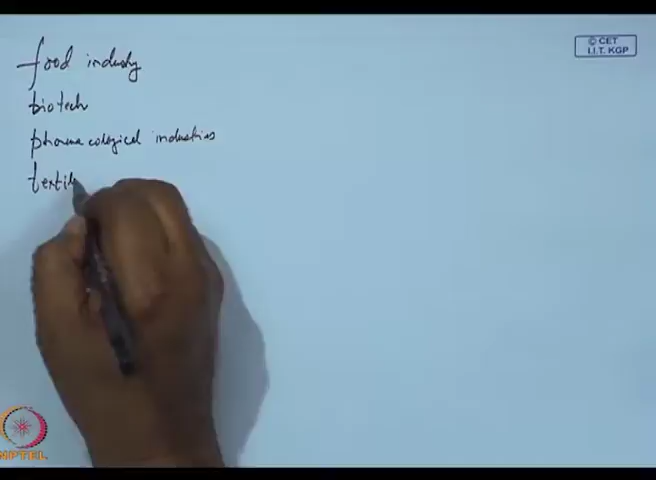 food industry
© CET
I.I.T. KGP
biotech
pharmacological industries
textil
NPTEL